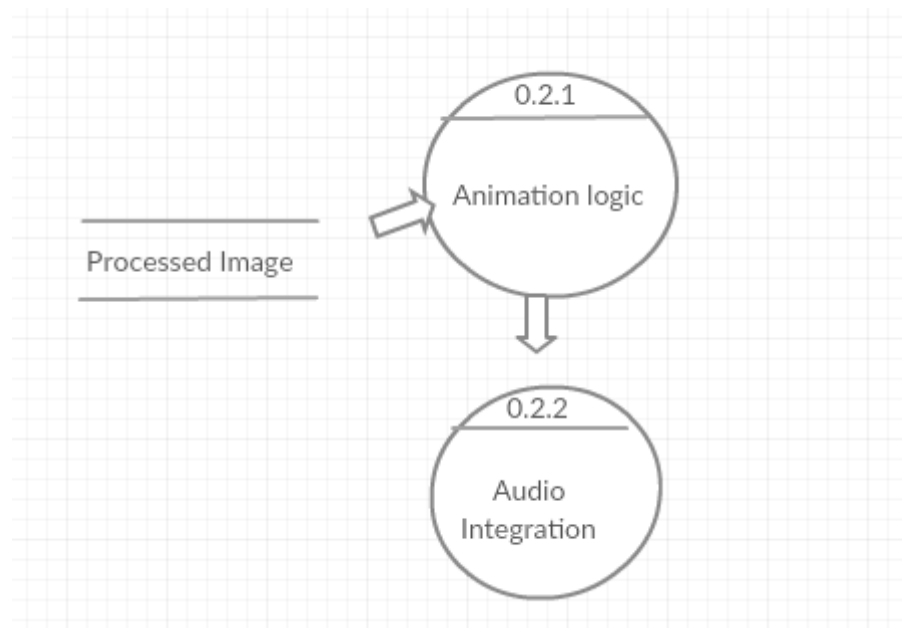 0.2.1
Animation logic
Processed Image
0.2.2
Audio
Integration